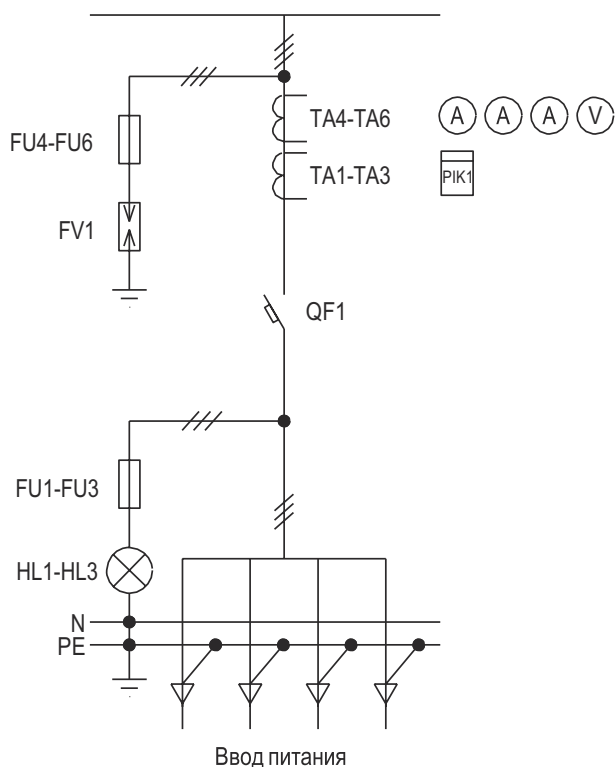 TA4-TA6
A A A V
FU4-FU6
TA1-TA3
PIK1
FV1
QF1
FU1-FU3
HL1-HL3
N
PE
Ввод питания